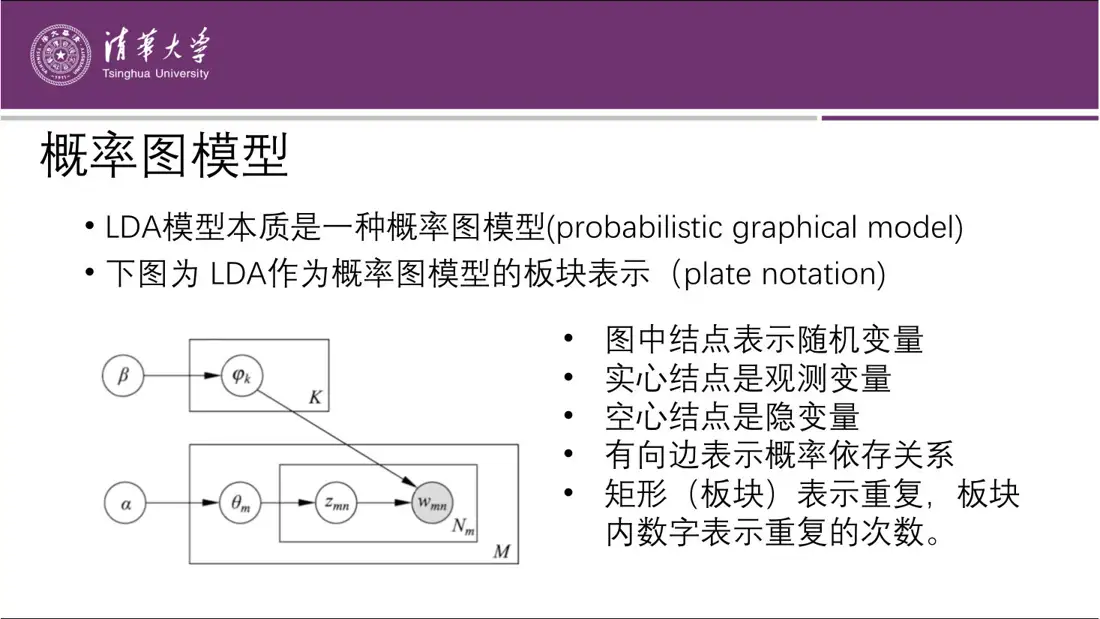 清华大学
Tsinghua University
概率图模型
• LDA模型本质是一种概率图模型(probabilistic graphical model)
• 下图为 LDA作为概率图模型的板块表示（plate notation)
• 图中结点表示随机变量
• 实心结点是观测变量
• 空心结点是隐变量
• 有向边表示概率依存关系
• 矩形（板块）表示重复，板块
内数字表示重复的次数。
β
φk
K
α
θm
zmn
wmn
Nm
M